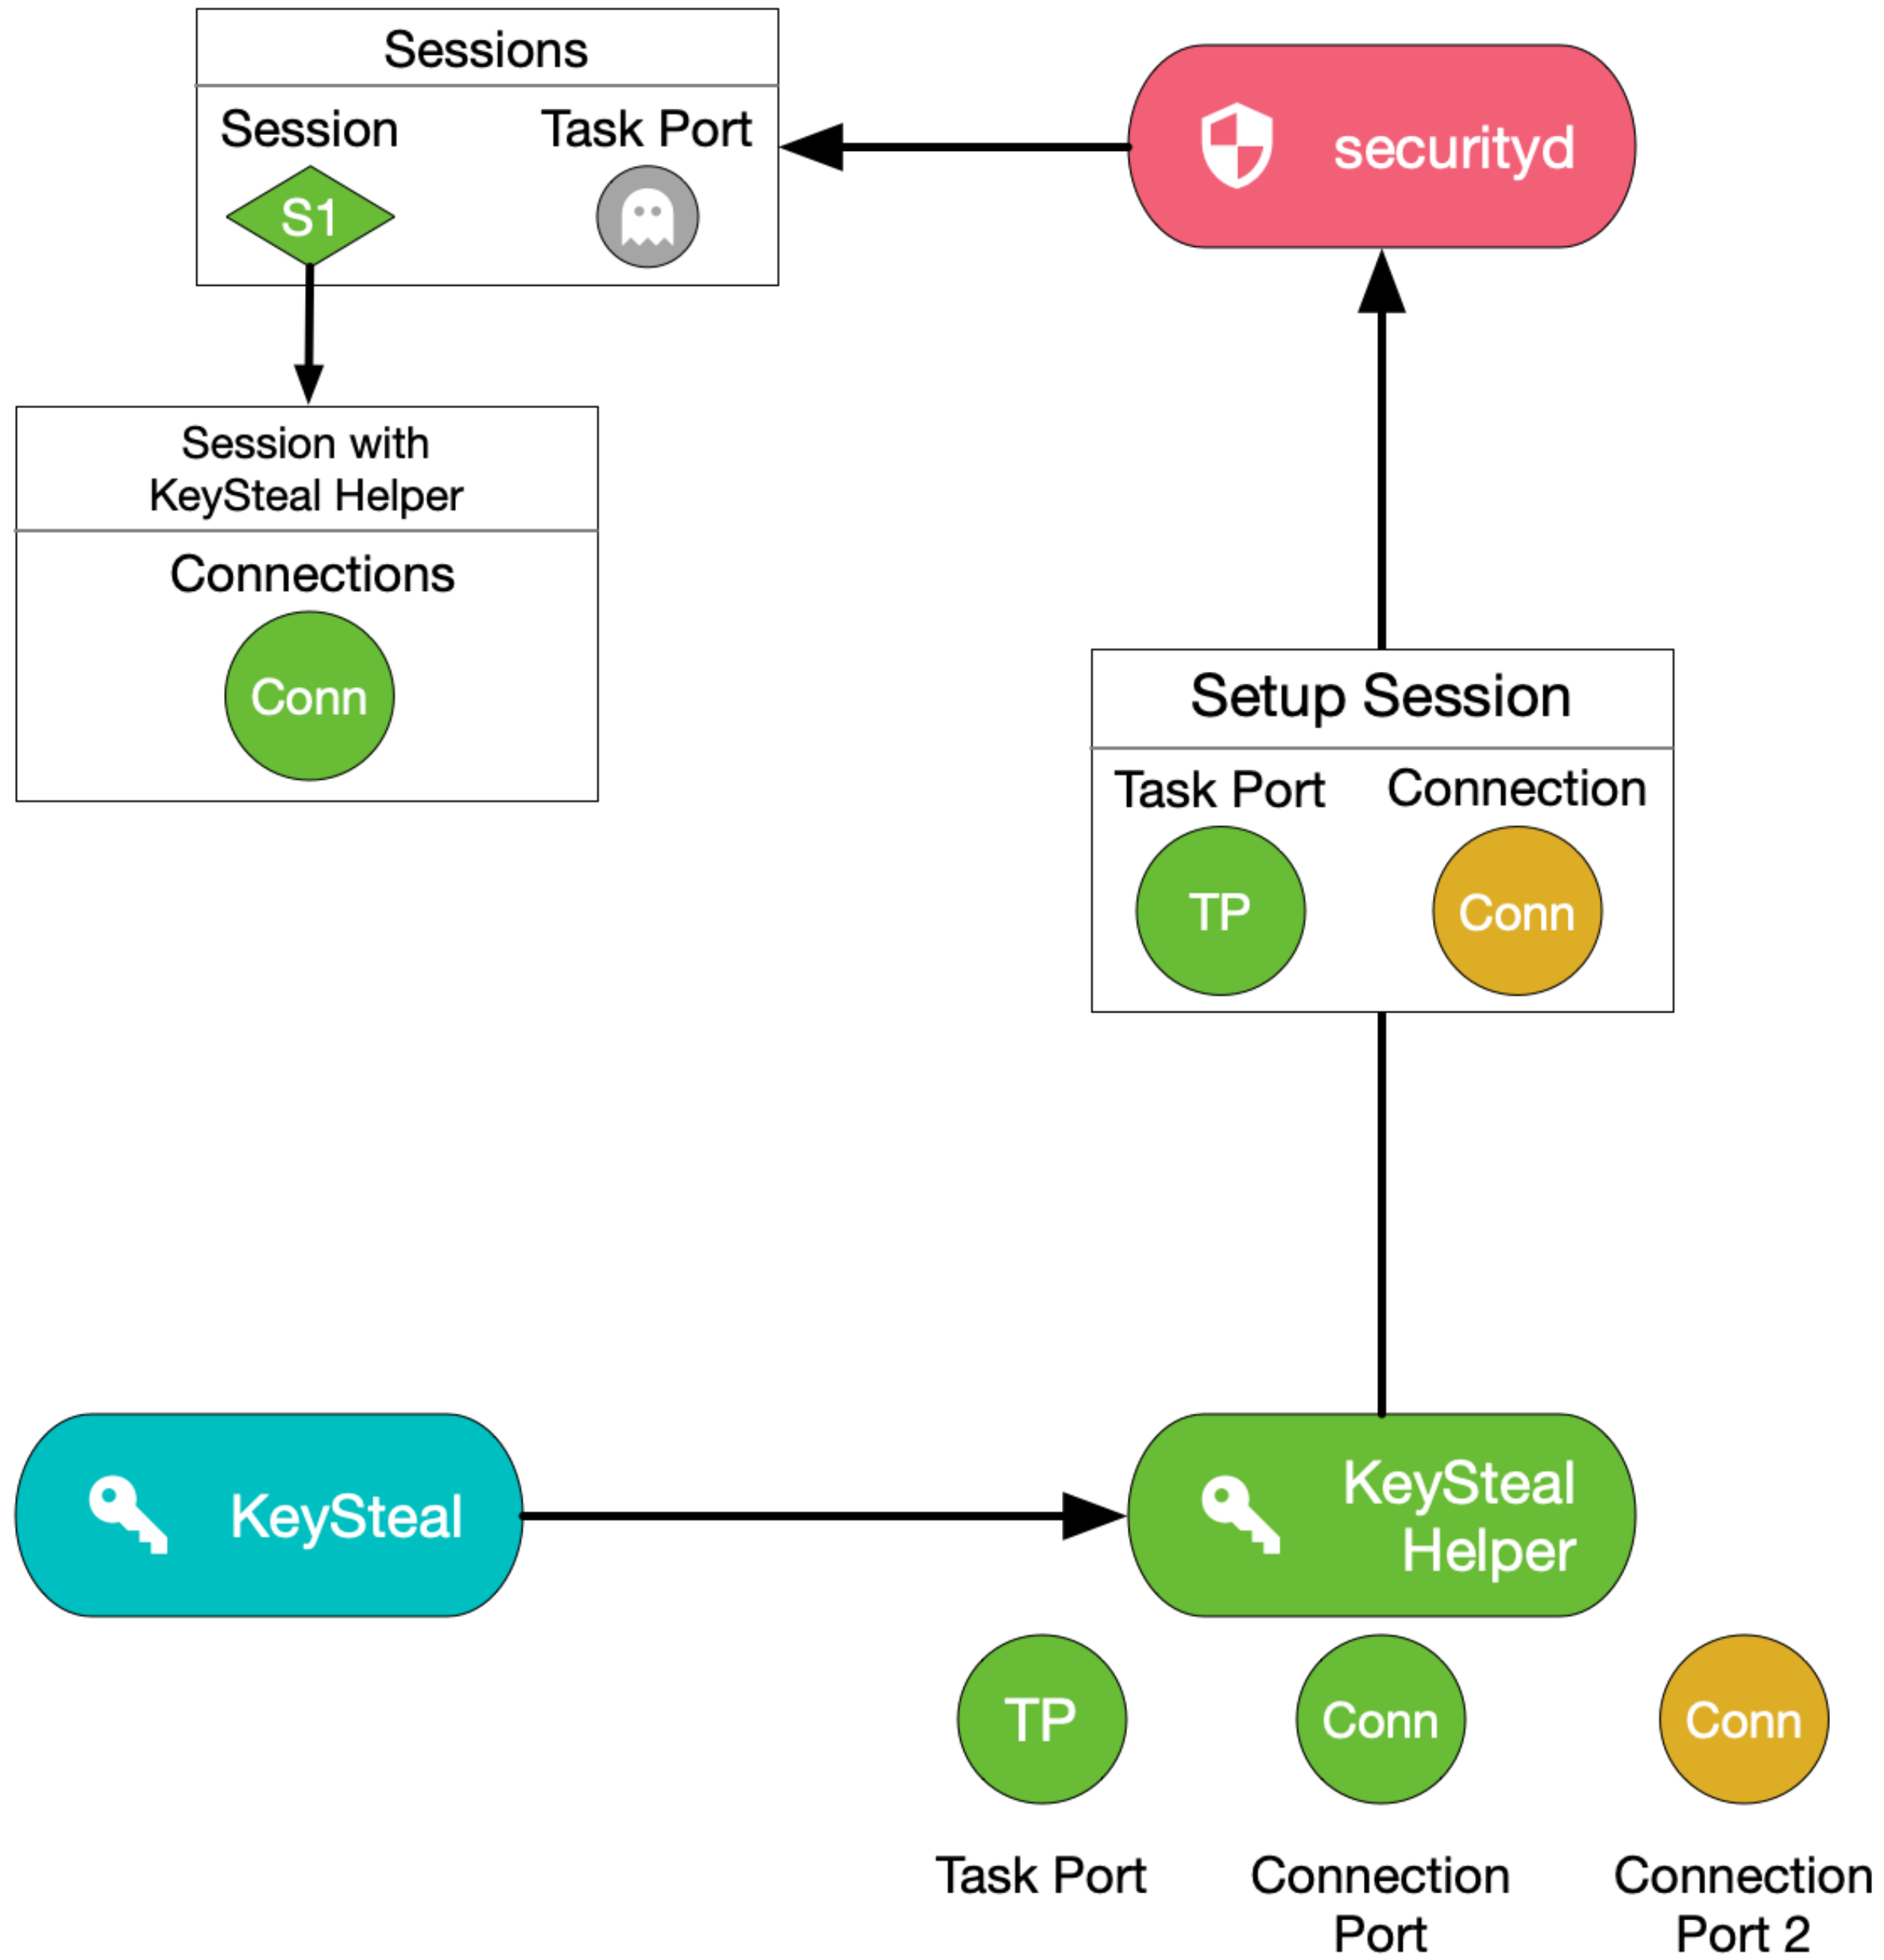 Sessions
Session
Task Port
S1
securityd
Session with
KeySteal Helper
Connections
Conn
Setup Session
Task Port
Connection
TP
Conn
KeySteal
KeySteal
Helper
TP
Conn
Conn
Task Port
Connection
Port
Connection
Port 2